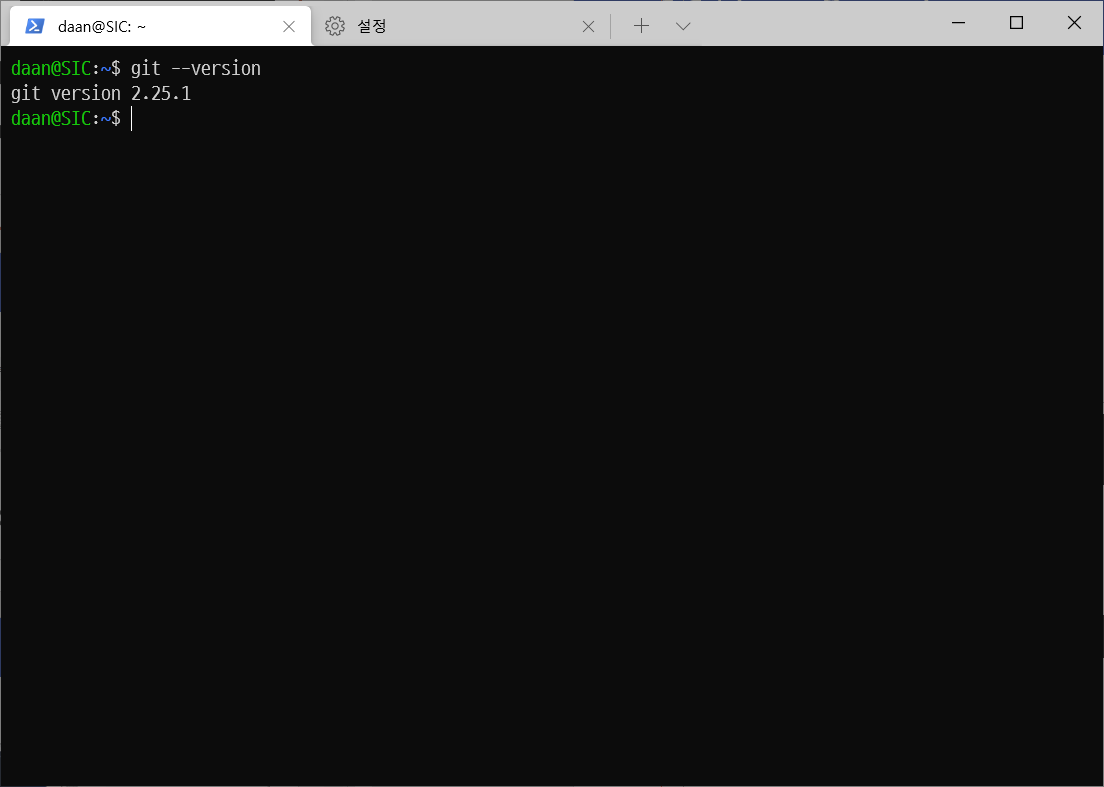 daan@SIC: ~
설정
daan@SIC:~$ git --version
git version 2.25.1
daan@SIC:~$